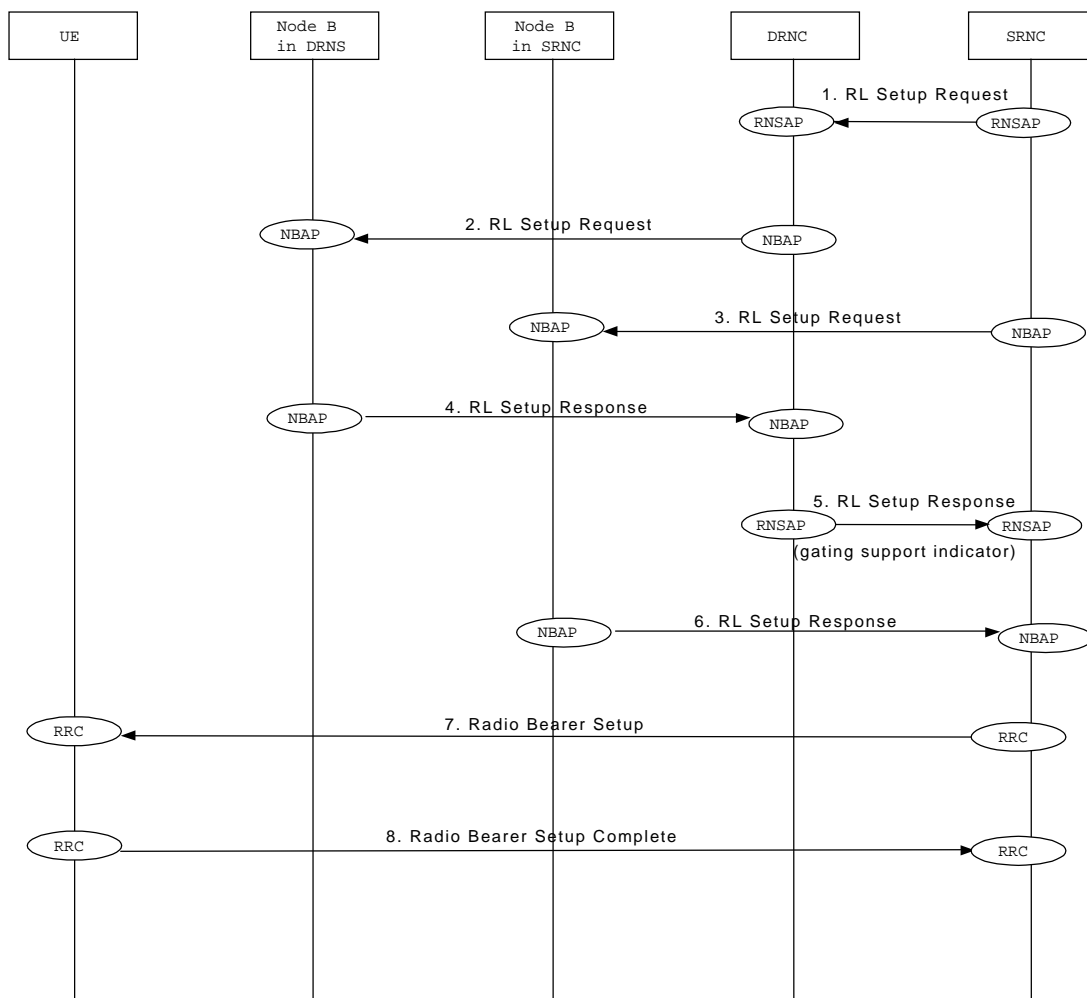 UE
Node B
in DRNS
Node B
in SRNC
DRNC
SRNC
1. RL Setup Request
RNSAP
RNSAP
2. RL Setup Request
NBAP
NBAP
3. RL Setup Request
NBAP
NBAP
4. RL Setup Response
NBAP
NBAP
5. RL Setup Response
RNSAP
RNSAP
(gating support indicator)
6. RL Setup Response
NBAP
NBAP
7. Radio Bearer Setup
RRC
RRC
8. Radio Bearer Setup Complete
RRC
RRC